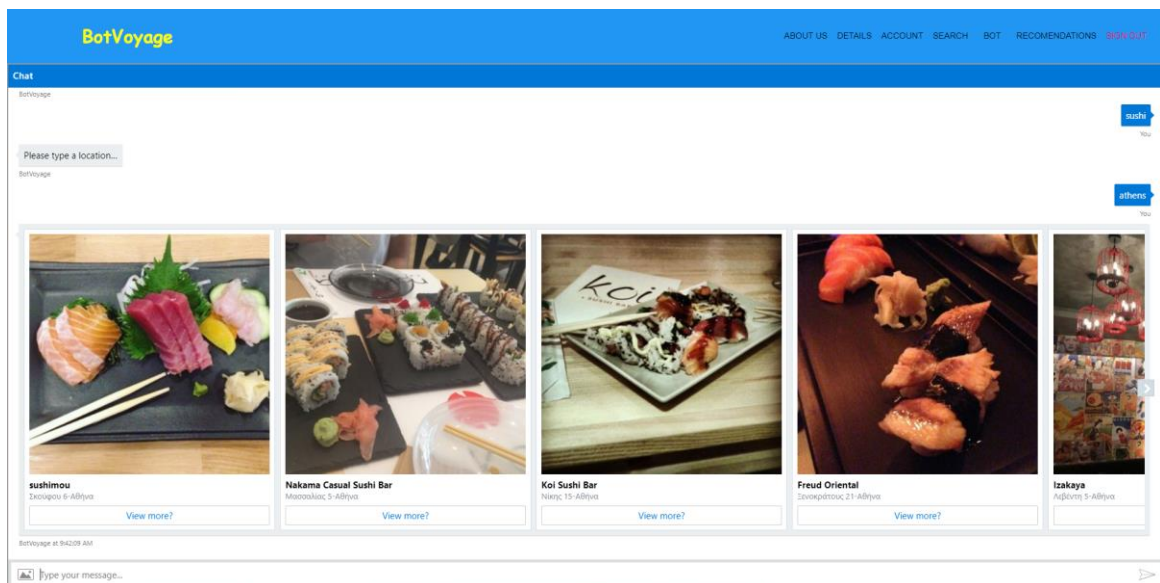 BotVoyage
ABOUT US DETAILS ACCOUNT SEARCH BOT RECOMENDATIONS SIGN OUT
Chat
BotVoyage
sushi
You
Please type a location...
BotVoyage
athens
You
koi
SUSHI BAR
sushimou
Σκούφου 6-Αθήνα
View more?
Nakama Casual Sushi Bar
Μασσαλίας 5-Αθήνα
View more?
Koi Sushi Bar
Νίκης 15-Αθήνα
View more?
Freud Oriental
Ξενοκράτους 21-Αθήνα
View more?
Izakaya
Λεβέντη 5-Αθήνα
BotVoyage at 9:42:09 AM
Type your message...